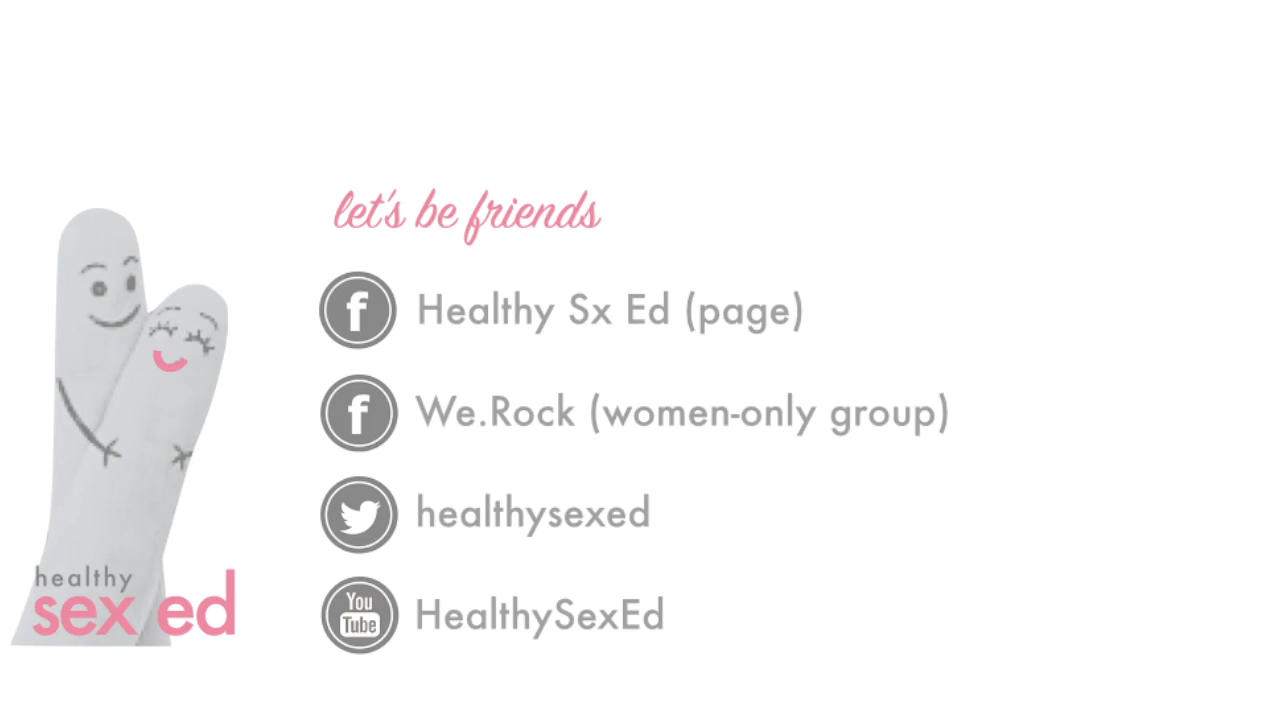 let's be friends
f Healthy Sx Ed (page)
f We.Rock (women-only group)
healthysexed
You
Tube HealthySexEd
healthy
sex ed